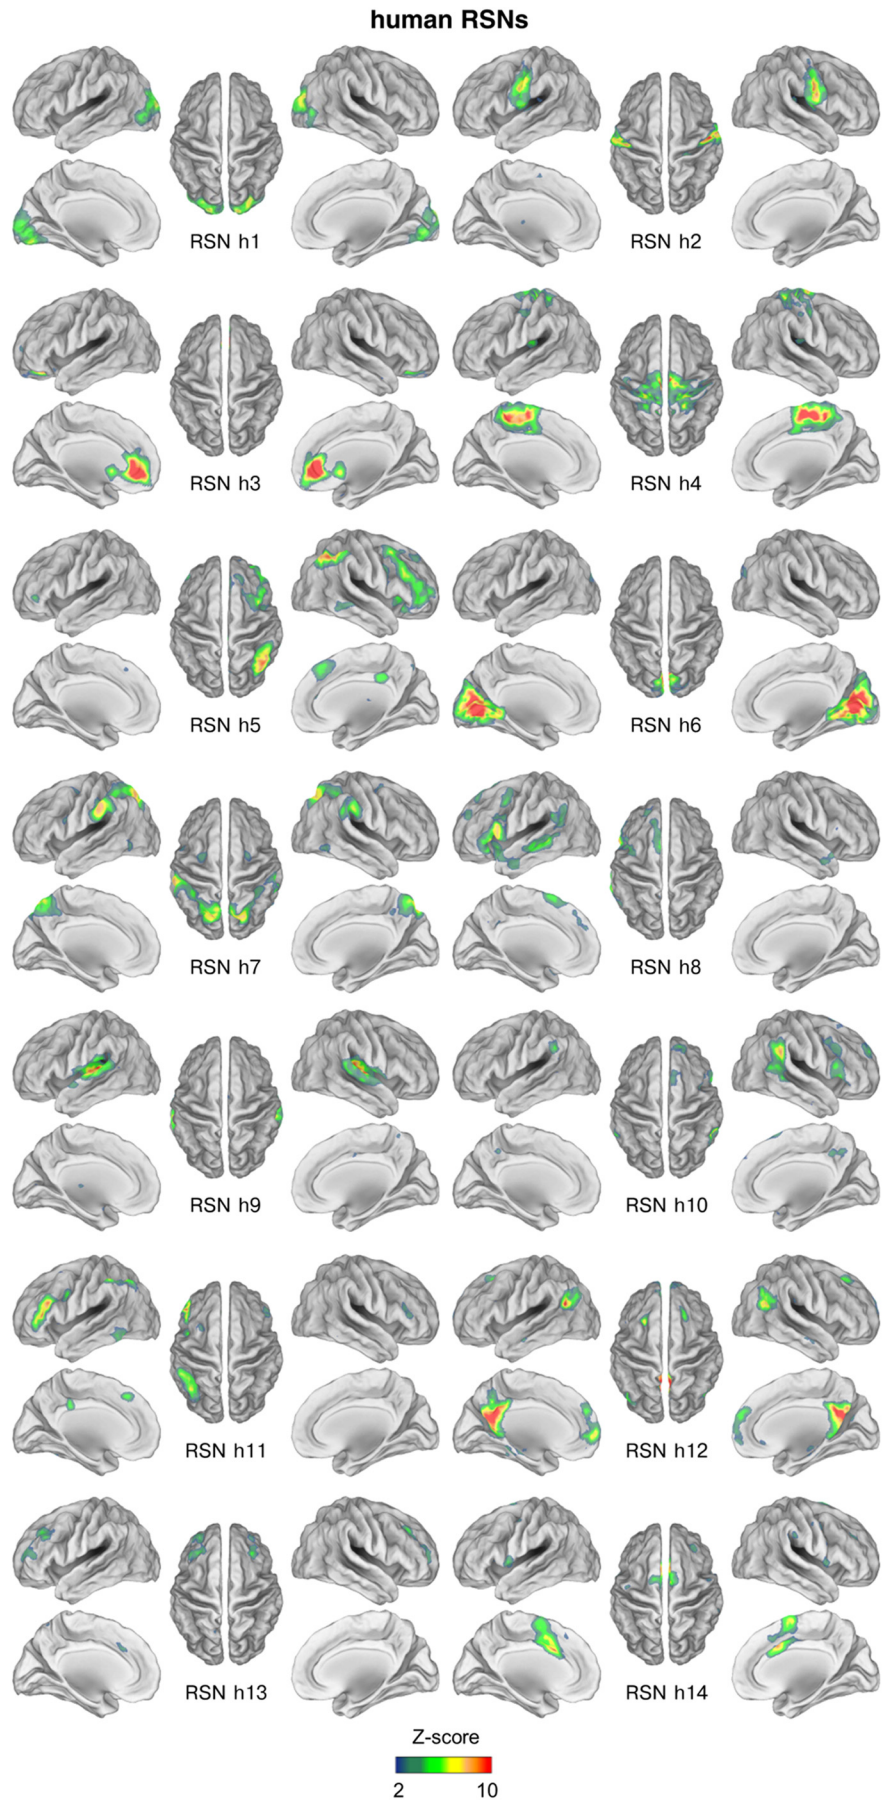 human RSNs
RSN h1
RSN h2
RSN h3
RSN h4
RSN h5
RSN h6
RSN h7
RSN h8
RSN h9
RSN h10
RSN h11
RSN h12
RSN h13
RSN h14
Z-score
2 10